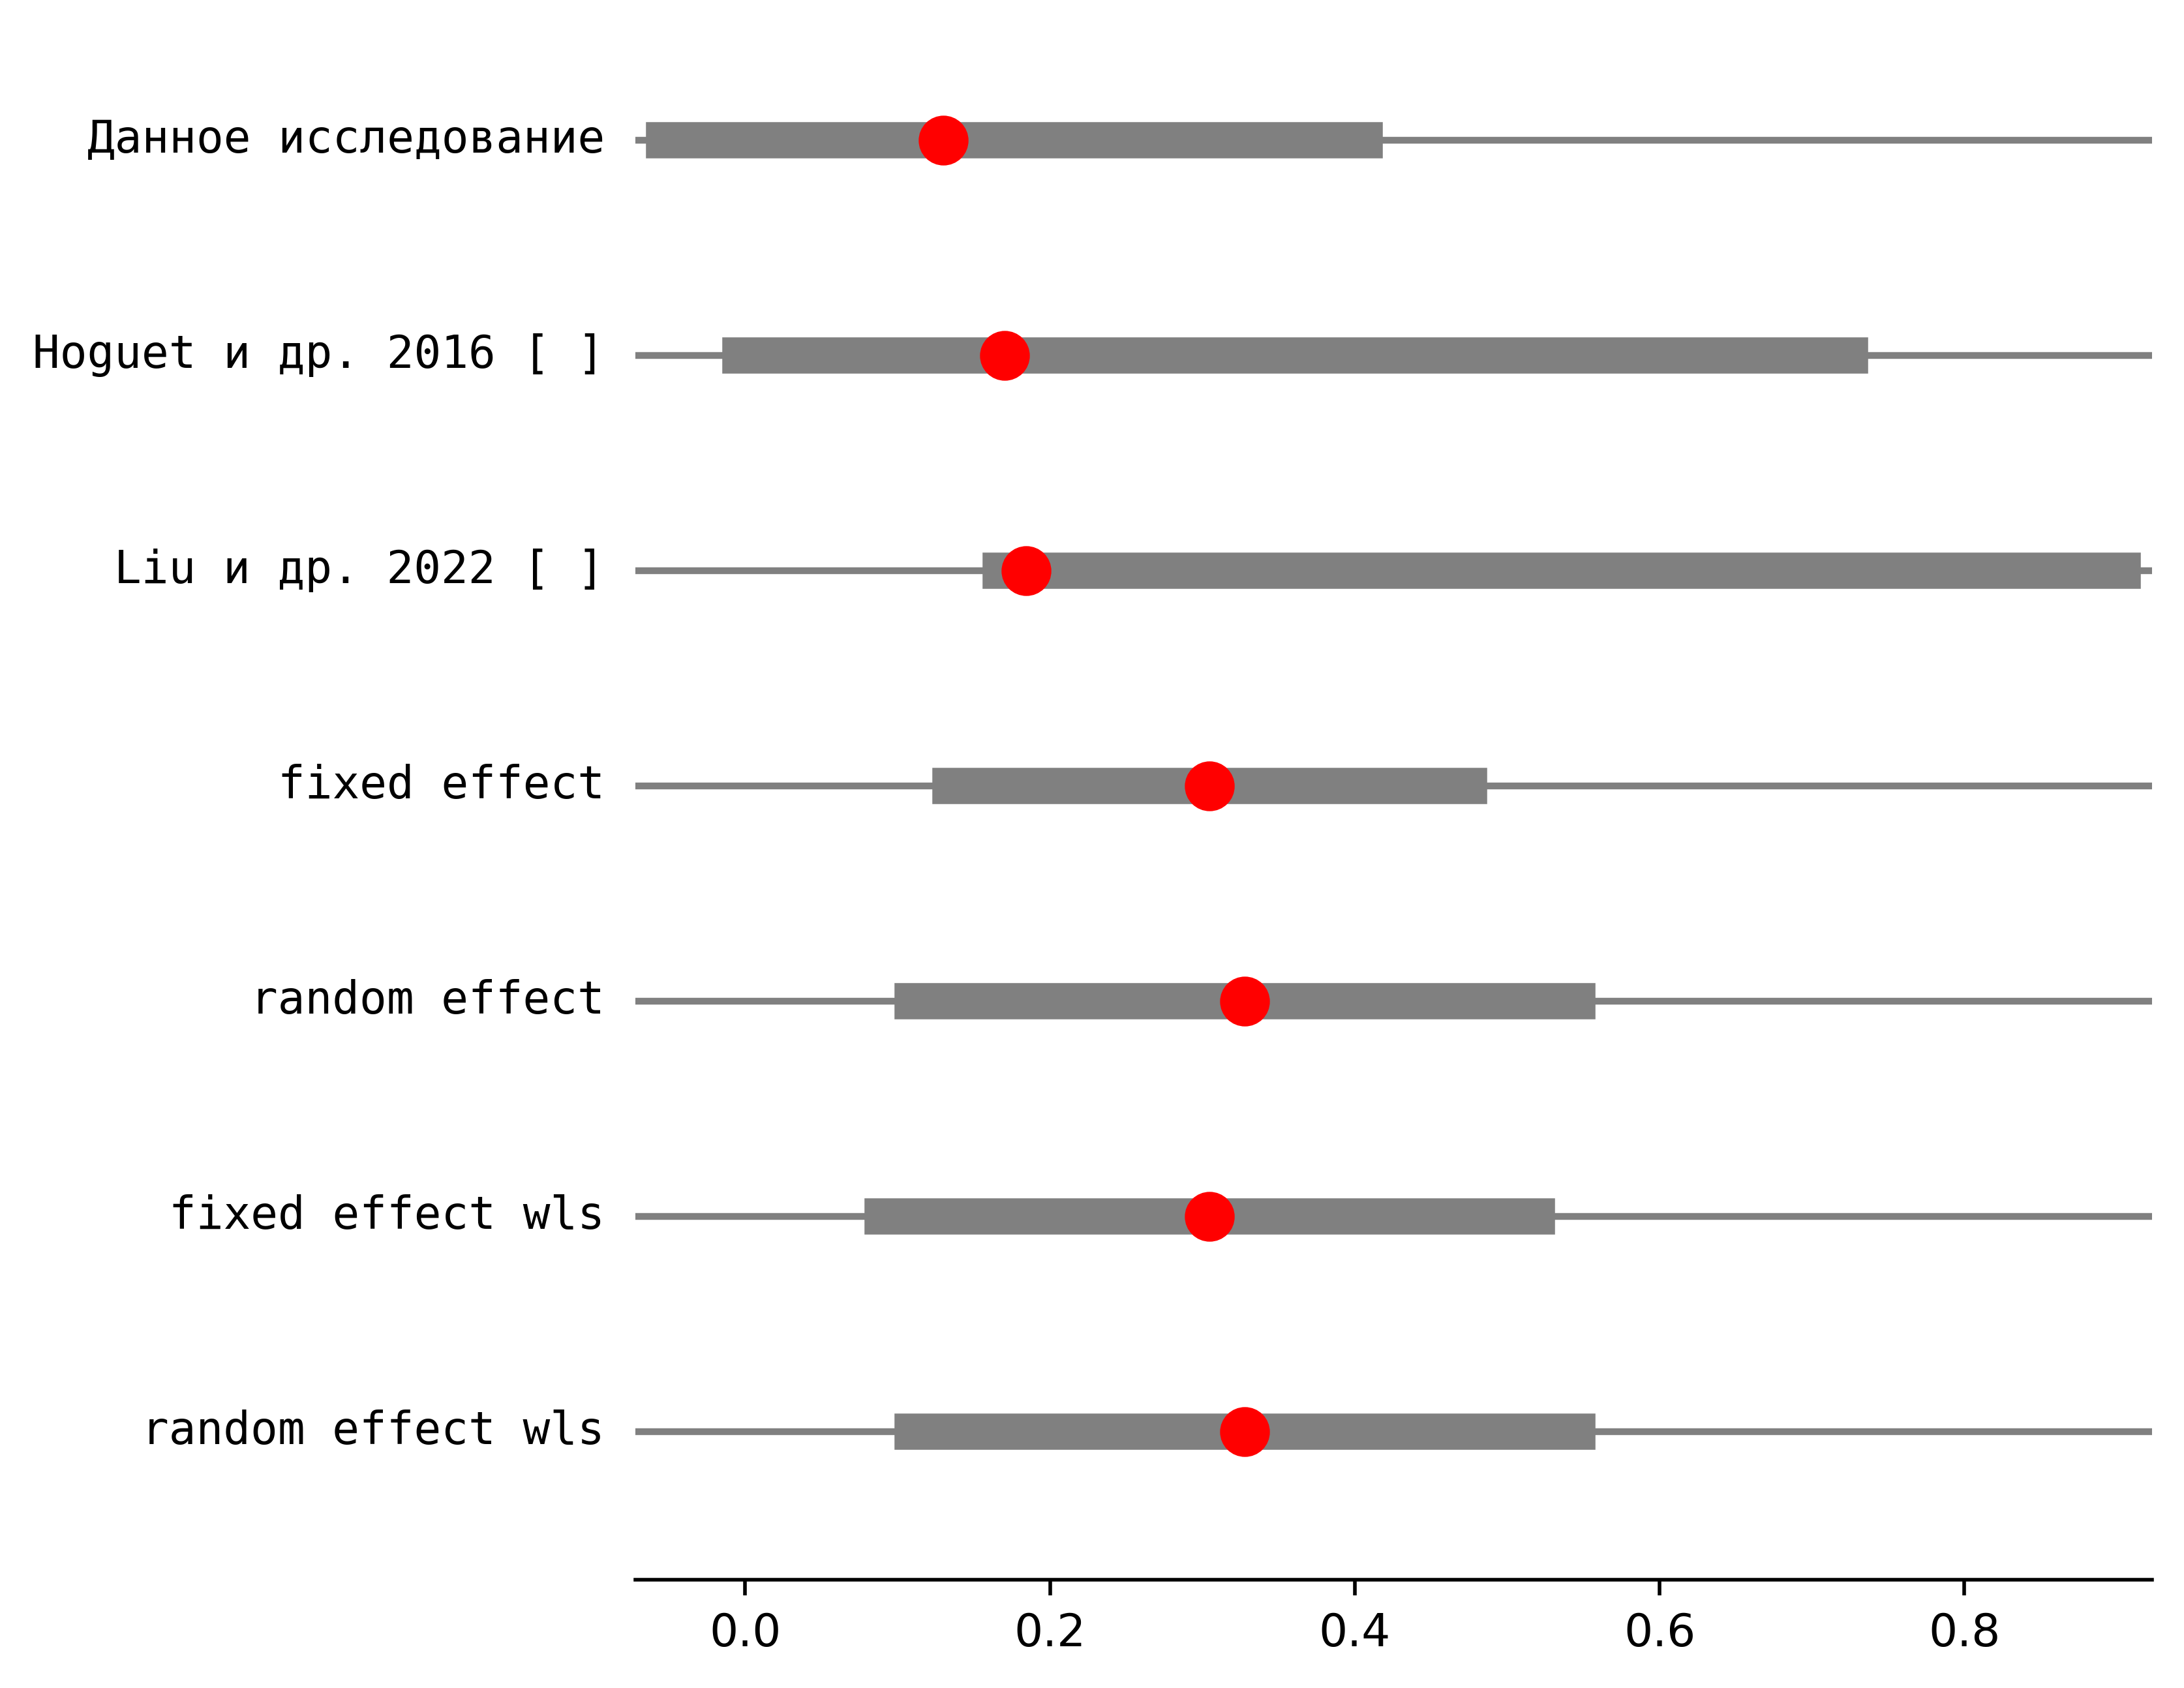 Данное исследование
Hoguet и др. 2016 [ ]
Liu и др. 2022 [ ]
fixed effect
random effect
fixed effect wls
random effect wls
0.0 0.2 0.4 0.6 0.8